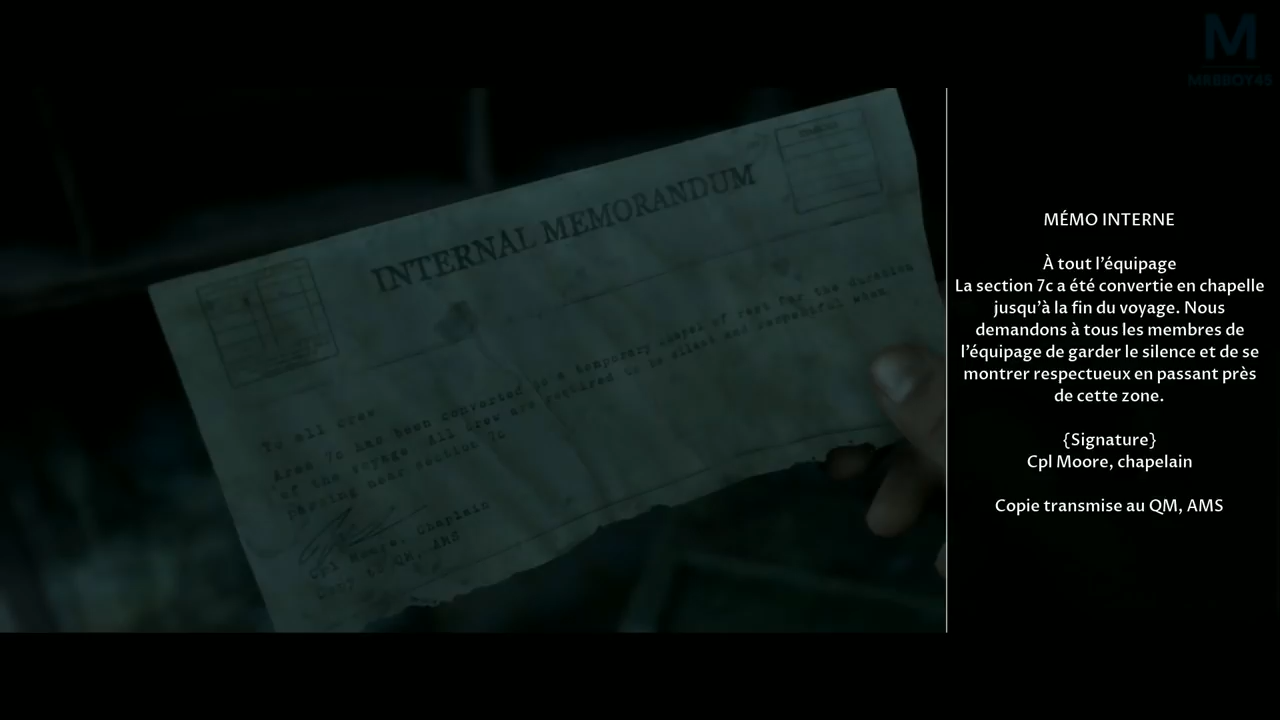 M
MRBBOY45
INTERNAL MEMORANDUM
To all crew
Area 7c has been converted to a temporary chapel of rest for the duration
of the voyage. All crew are required to be silent and respectful when
passing near section 7c
Cpl Moore, Chaplain
Copy to QM, AMS
MÉMO INTERNE
À tout l'équipage
La section 7c a été convertie en chapelle
jusqu'à la fin du voyage. Nous
demandons à tous les membres de
l'équipage de garder le silence et de se
montrer respectueux en passant près
de cette zone.
{Signature}
Cpl Moore, chapelain
Copie transmise au QM, AMS